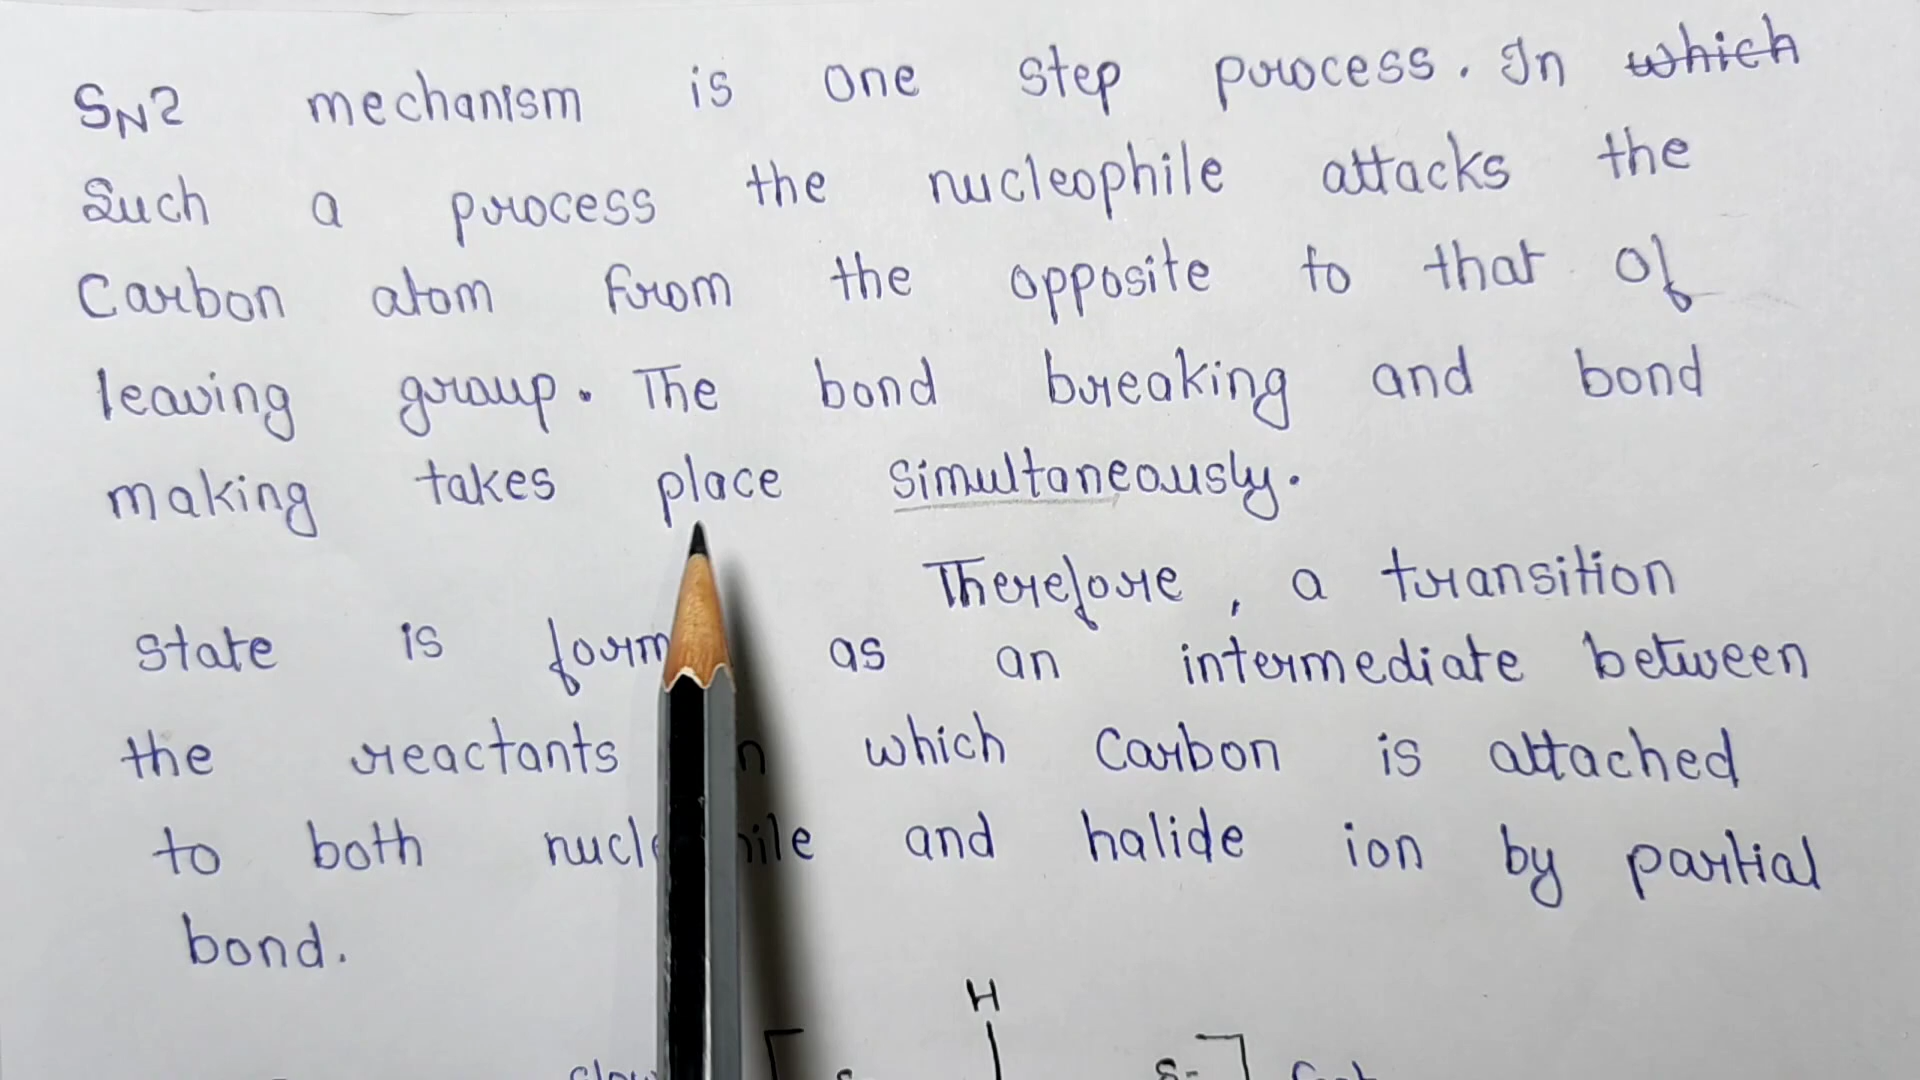 SN2 mechanism is one step process. In which
Such a process the nucleophile attacks the
Carbon atom from the opposite to that of
leaving group. The bond breaking and bond
making takes place simultaneously.
Therefore, a transition
state is as an intermediate between
the reactants which Carbon is attached
to both and halide ion by partial
bond.
H